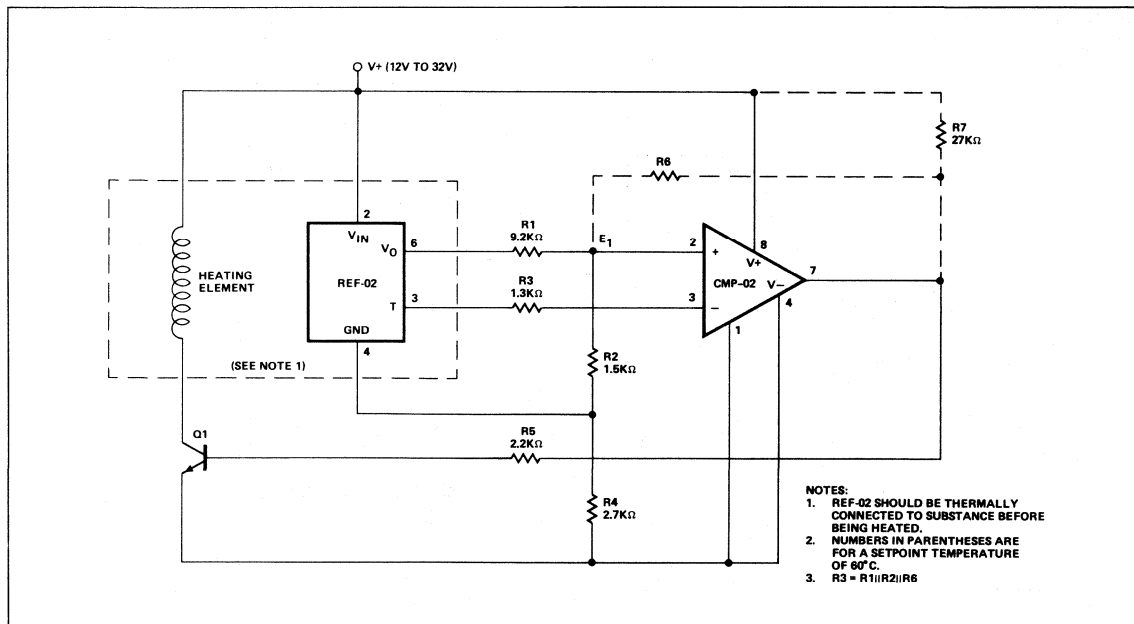 V+ (12V TO 32V)
R7
27KΩ
R6
2
R1
9.2KΩ
E1
2
8
VIN
VO
6
+
V+
7
HEATING
ELEMENT
REF-02
R3
1.3KΩ
CMP-02
V−
T
3
3
−
4
GND
1
4
(SEE NOTE 1)
R2
1.5KΩ
Q1
R5
2.2KΩ
R4
2.7KΩ
NOTES:
1. REF-02 SHOULD BE THERMALLY
CONNECTED TO SUBSTANCE BEFORE
BEING HEATED.
2. NUMBERS IN PARENTHESES ARE
FOR A SETPOINT TEMPERATURE
OF 60°C.
3. R3 = R1||R2||R6